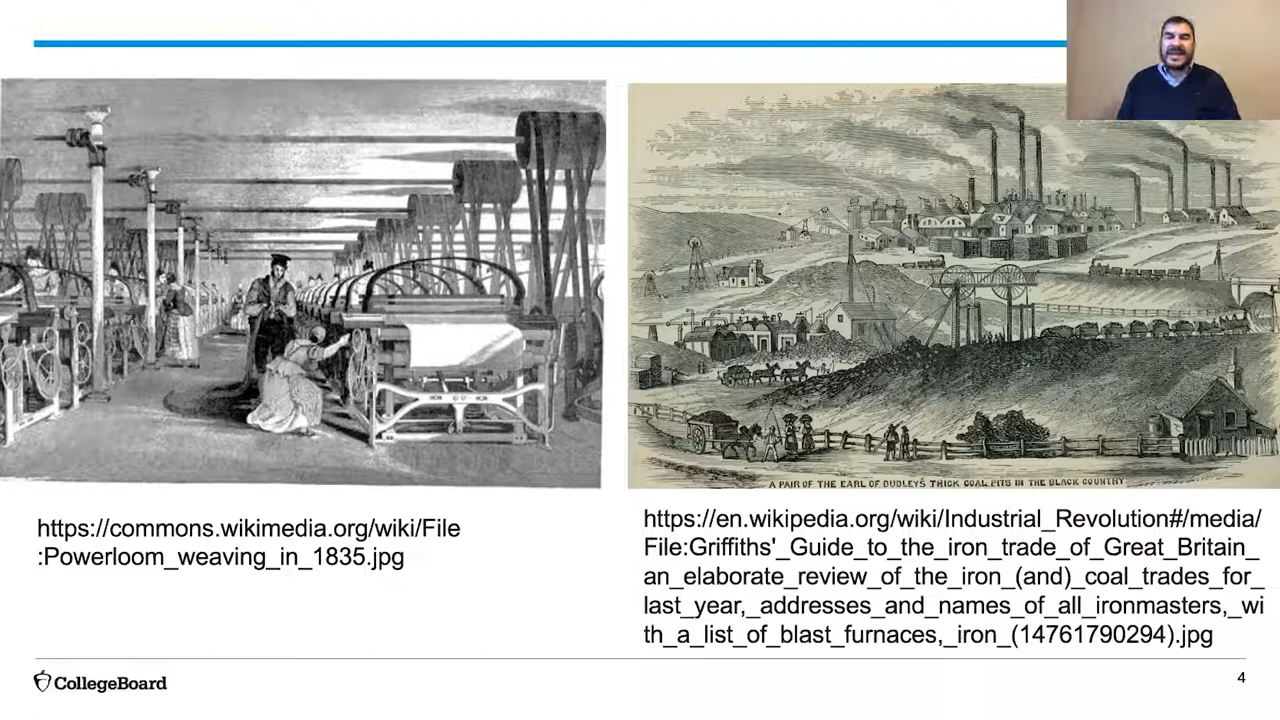 A PAIR OF THE EARL OF DUDLEY'S THICK COAL PITS IN THE BLACK COUNTRY
https://commons.wikimedia.org/wiki/File
:Powerloom_weaving_in_1835.jpg
https://en.wikipedia.org/wiki/Industrial_Revolution#/media/
File:Griffiths'_Guide_to_the_iron_trade_of_Great_Britain_
an_elaborate_review_of_the_iron_(and)_coal_trades_for_
last_year,_addresses_and_names_of_all_ironmasters,_wi
th_a_list_of_blast_furnaces,_iron_(14761790294).jpg
CollegeBoard
4